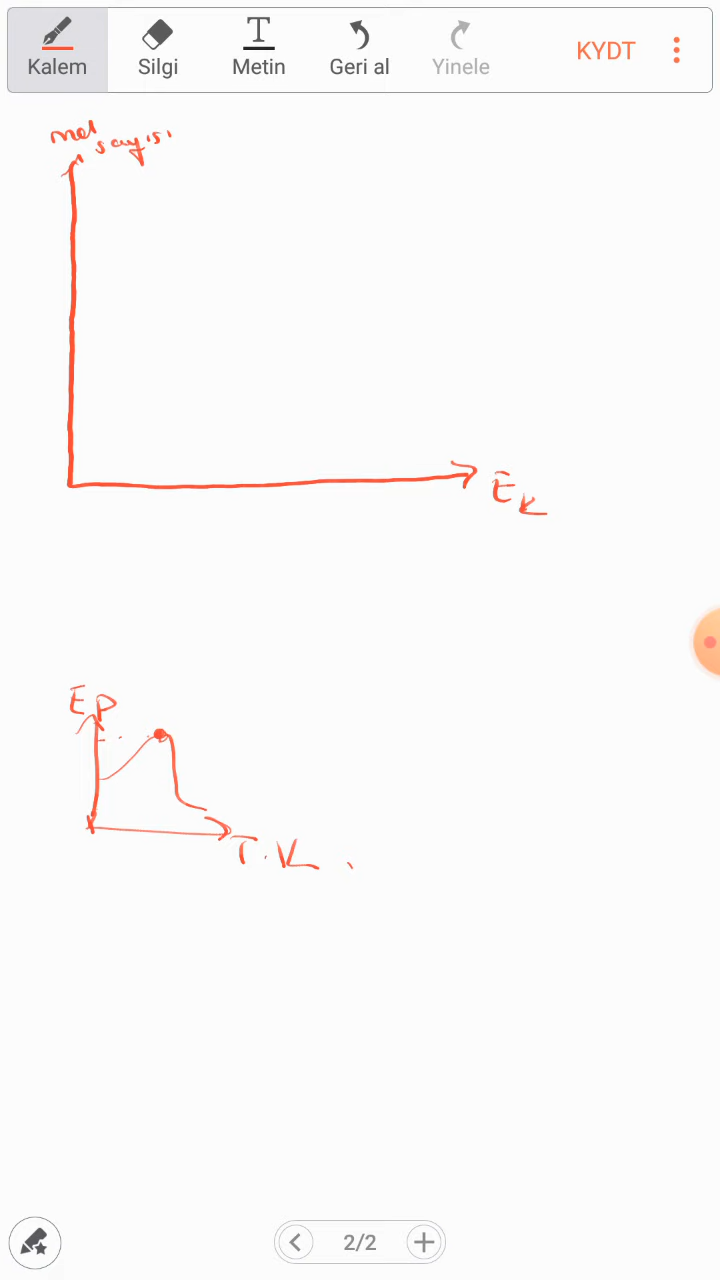 Kalem Silgi Metin Geri al Yinele KYDT
mol
sayısı
Ek
Ep
T.K
2/2